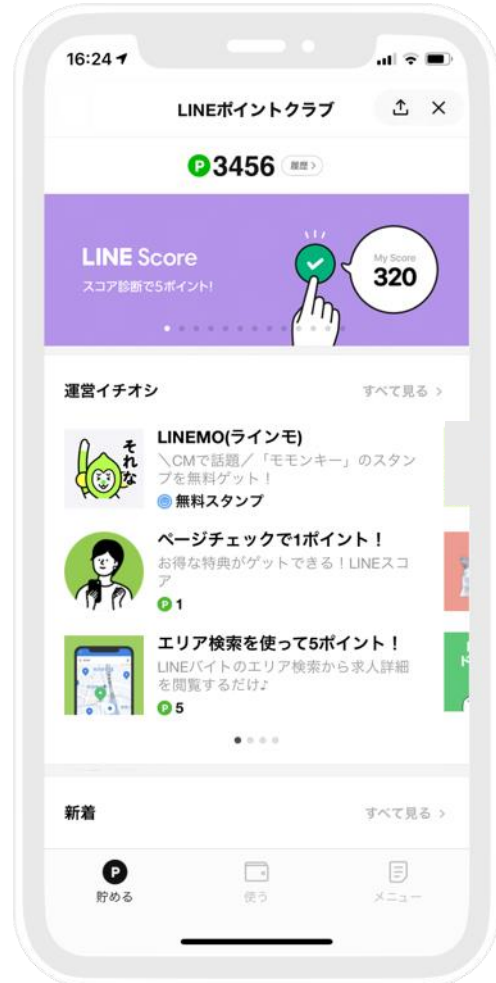 16:24
LINEポイントクラブ
P 3456 履歴 >
LINE Score
スコア診断で5ポイント!
My Score
320
運営イチオシ
すべて見る >
それな
LINEMO(ラインモ)
＼CMで話題／「モモンキー」のスタン
プを無料ゲット！
無料スタンプ
ページチェックで1ポイント！
お得な特典がゲットできる！LINEスコ
ア
P 1
エリア検索を使って5ポイント！
LINEバイトのエリア検索から求人詳細
を閲覧するだけ♪
P 5
新着
すべて見る >
P
貯める
使う
メニュー